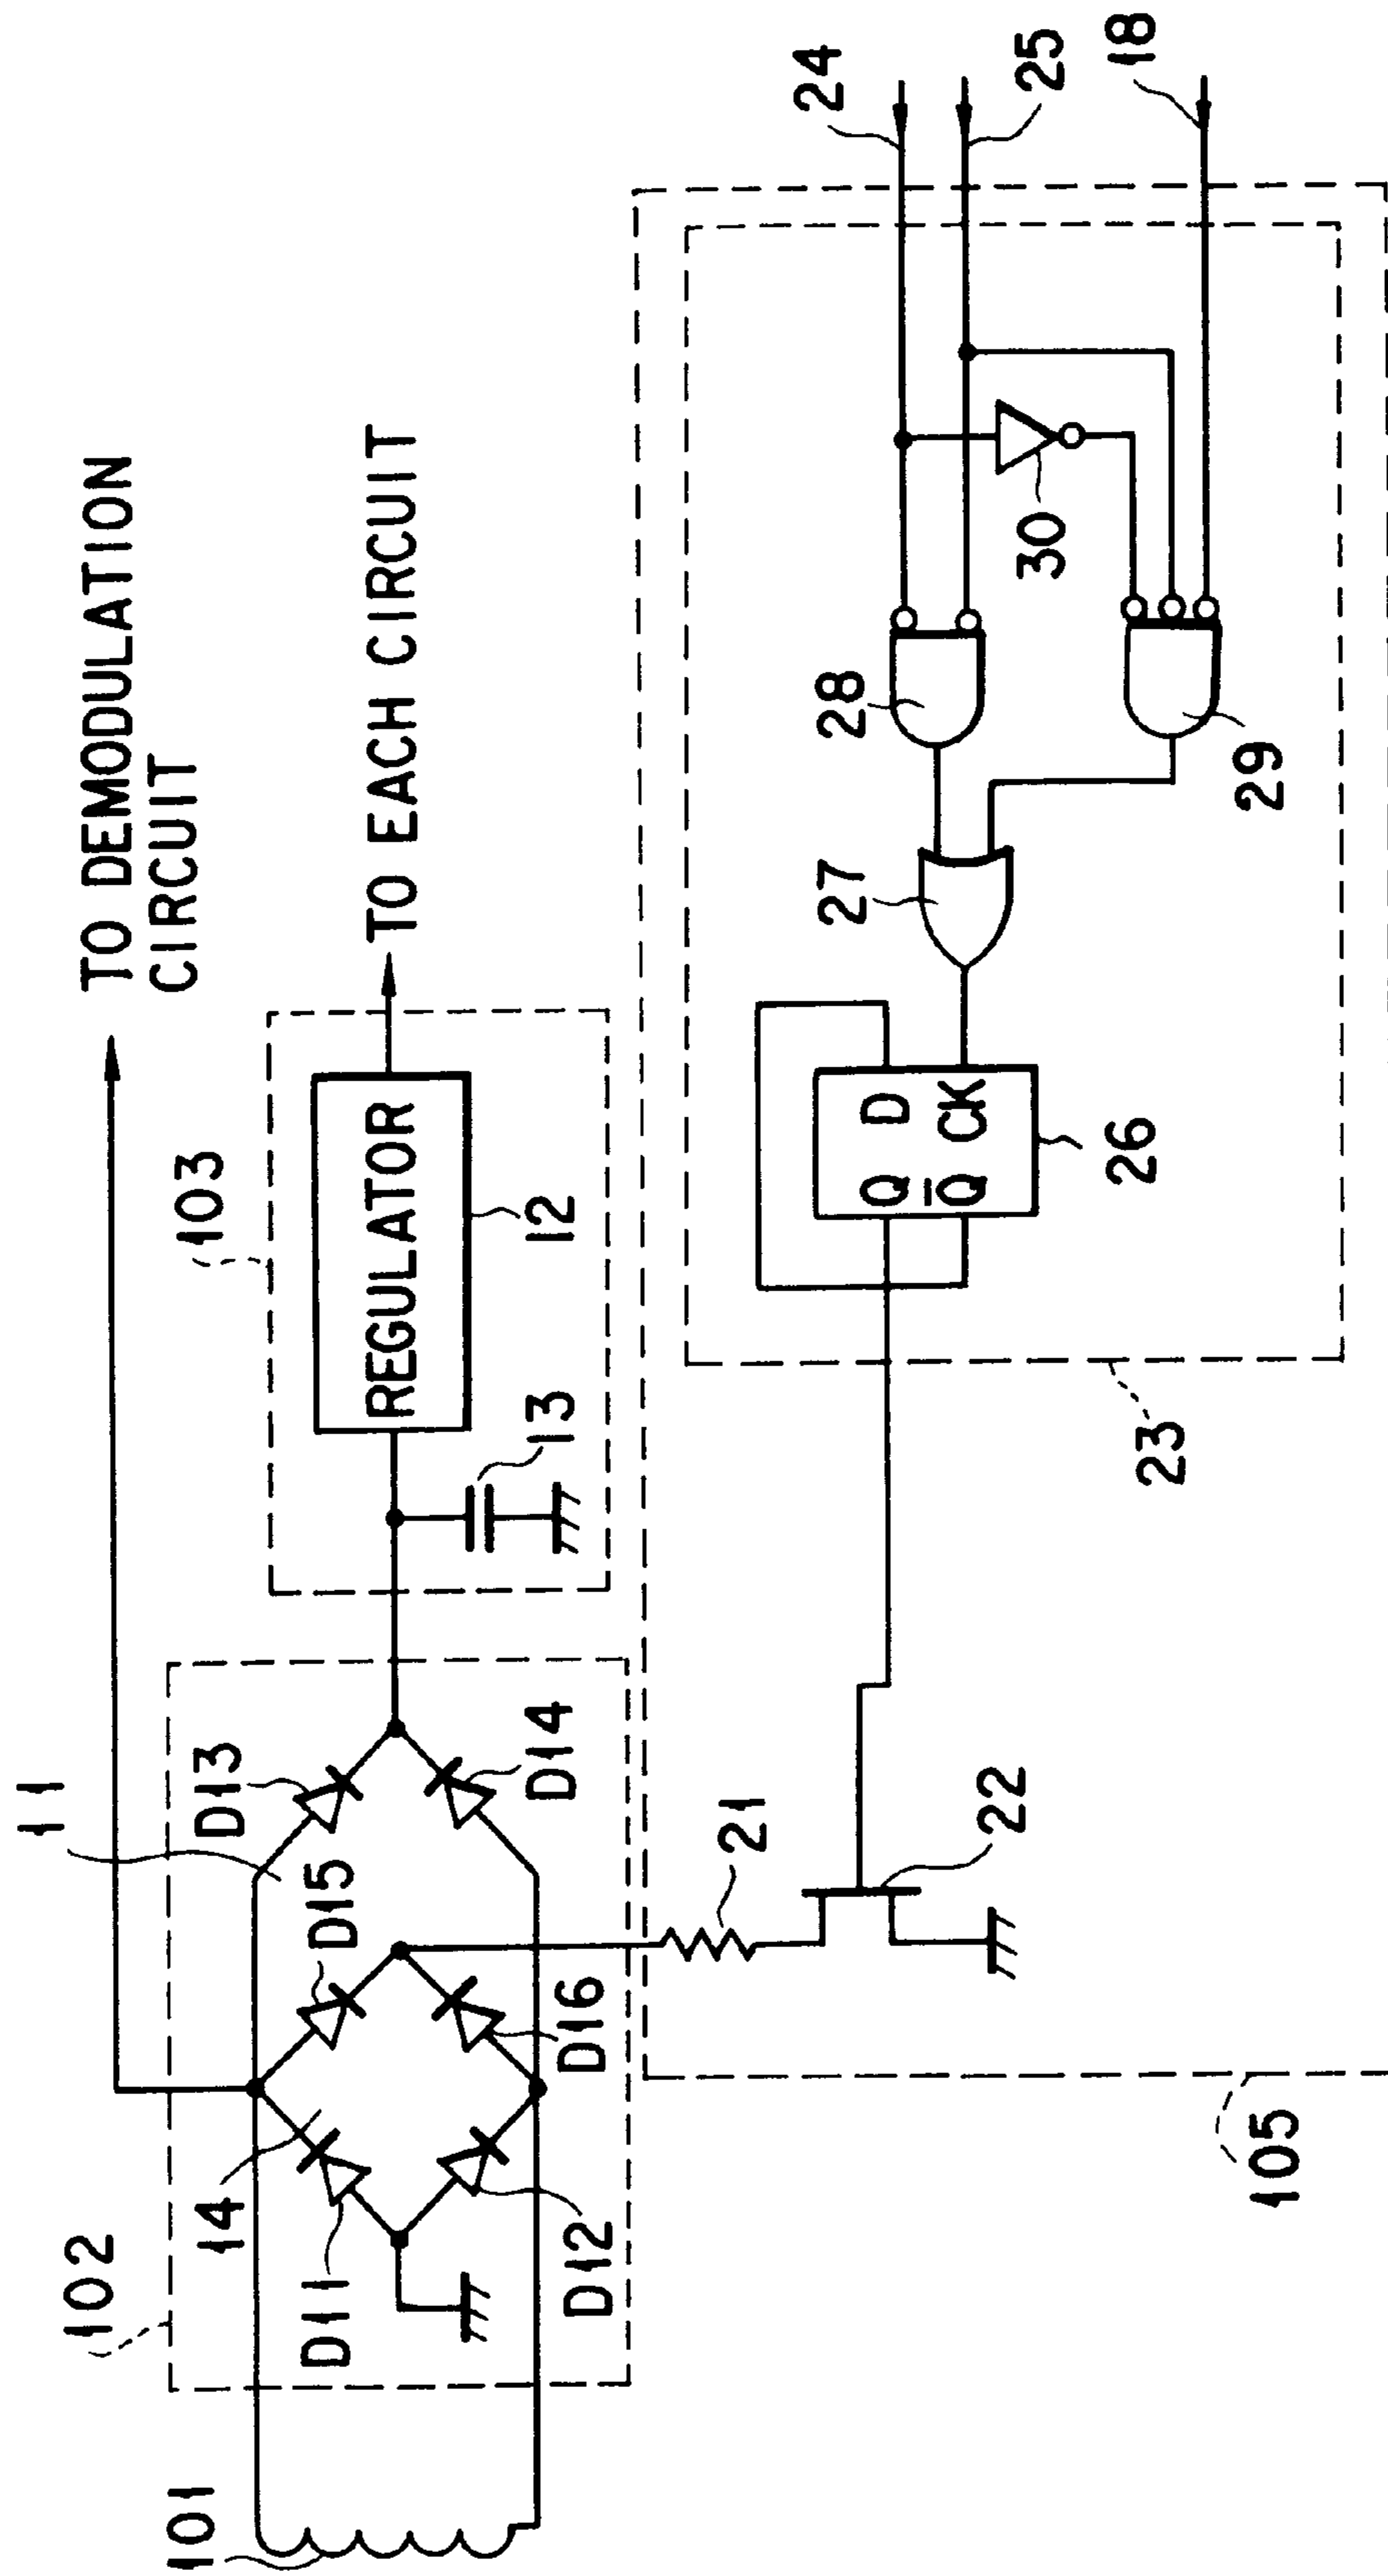 TO DEMODULATION
CIRCUIT
TO EACH CIRCUIT
103
REGULATOR
12
13
11
102
14
D13
D14
D15
D16
D11
D12
101
21
22
105
23
Q D
Q̅ CK
26
27
28
29
30
24
25
18